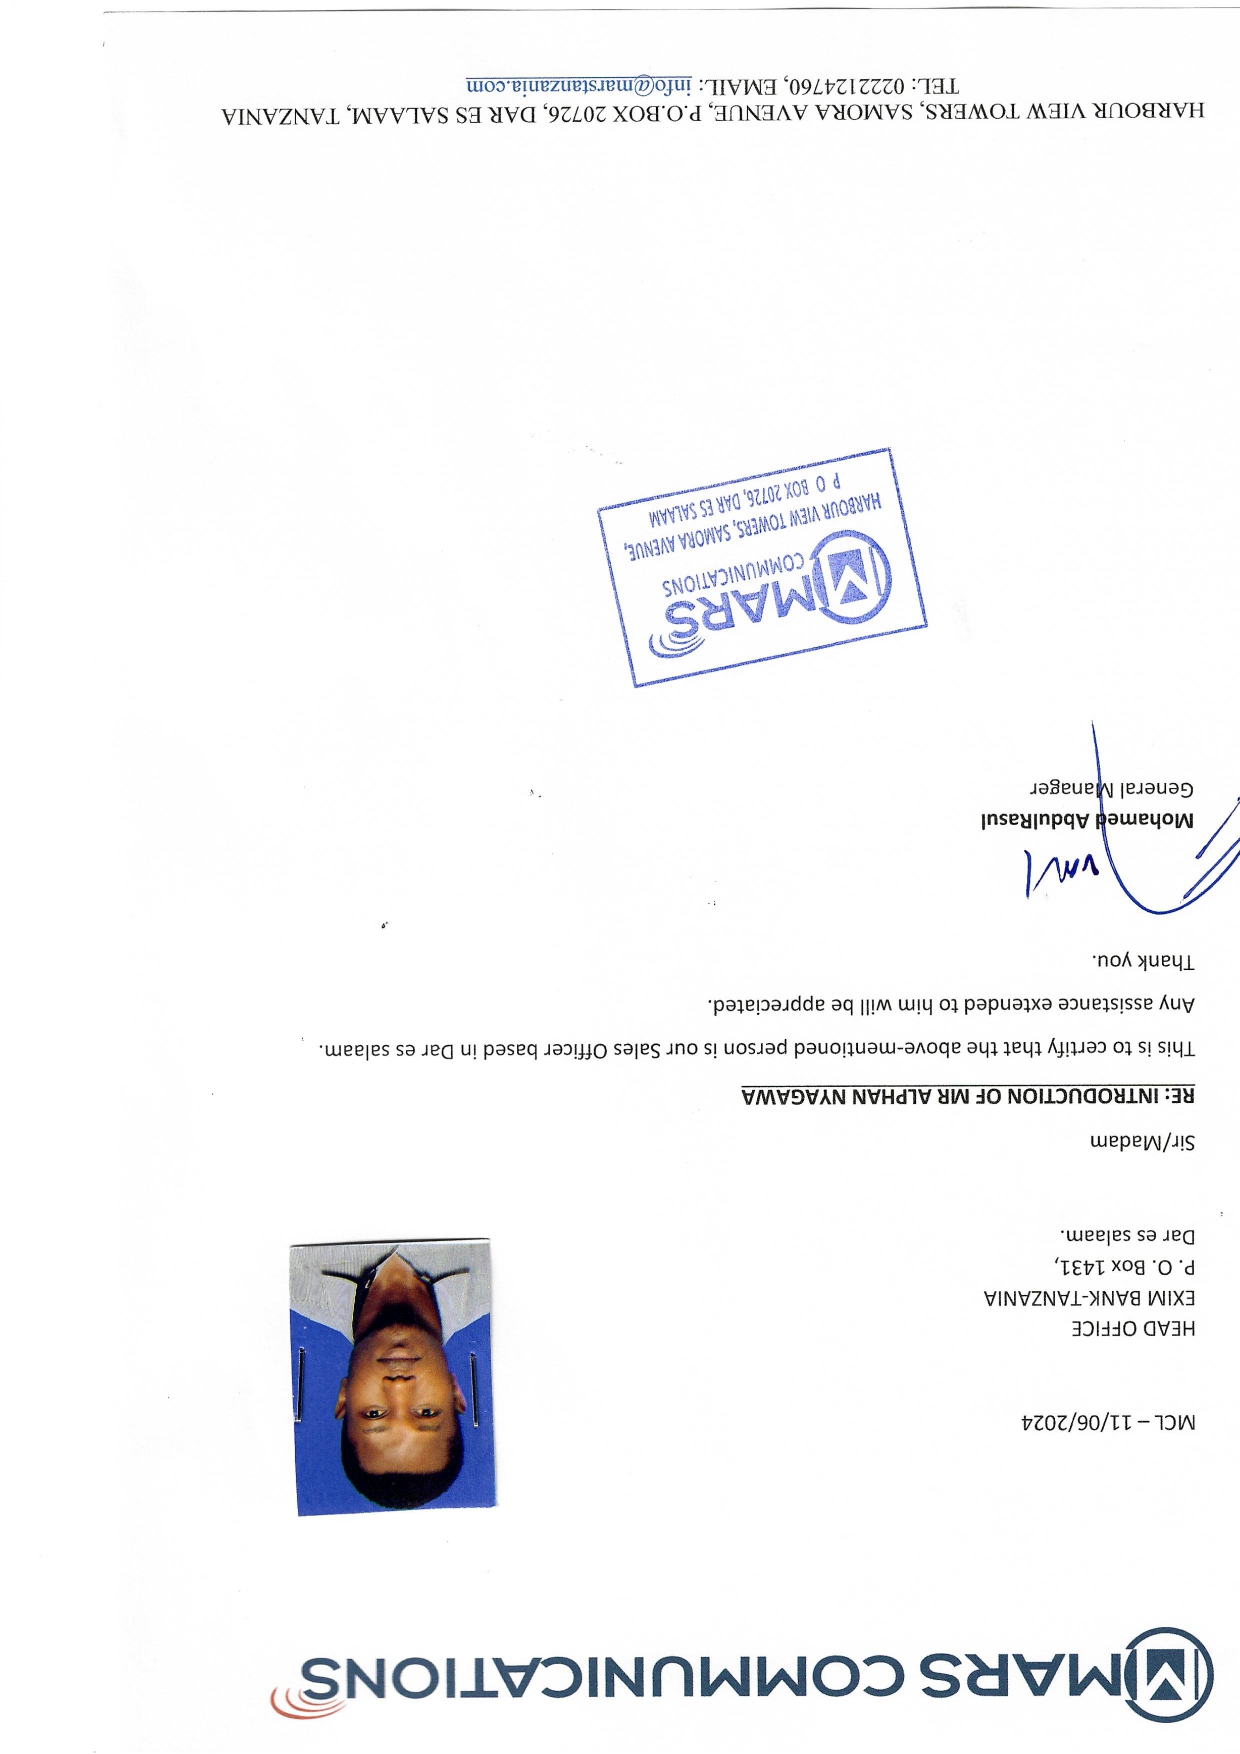 MARS COMMUNICATIONS
MCL – 11/06/2024
HEAD OFFICE
EXIM BANK-TANZANIA
P. O. Box 1431,
Dar es salaam.
Sir/Madam
RE: INTRODUCTION OF MR ALPHAN NYAGAWA
This is to certify that the above-mentioned person is our Sales Officer based in Dar es salaam.
Any assistance extended to him will be appreciated.
Thank you.
Mohamed AbdulRasul
General Manager
MARS
COMMUNICATIONS
HARBOUR VIEW TOWERS, SAMORA AVENUE,
P O BOX 20726, DAR ES SALAAM
HARBOUR VIEW TOWERS, SAMORA AVENUE, P.O.BOX 20726, DAR ES SALAAM, TANZANIA
TEL: 0222124760, EMAIL: info@marstanzania.com